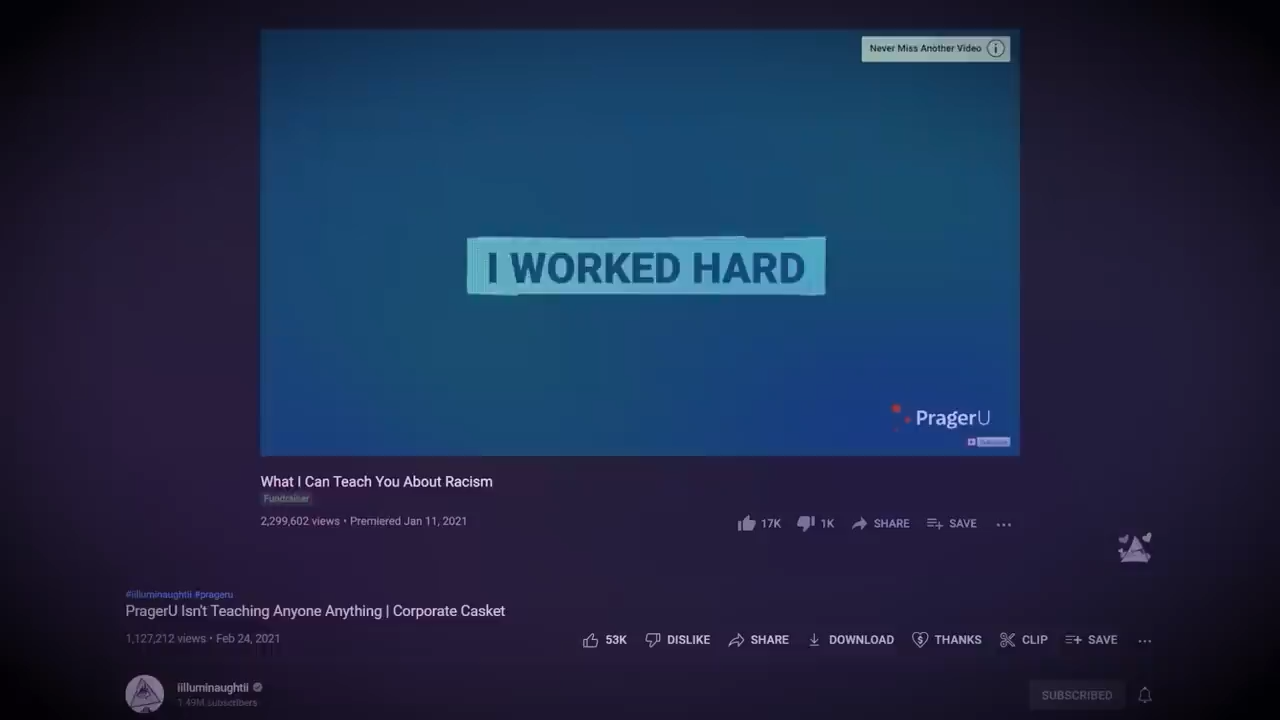 Never Miss Another Video
I WORKED HARD
PragerU
What I Can Teach You About Racism
Fundraiser
2,299,602 views • Premiered Jan 11, 2021
17K 1K SHARE SAVE
#iilluminaughtii #prageru
PragerU Isn't Teaching Anyone Anything | Corporate Casket
1,127,212 views • Feb 24, 2021
53K DISLIKE SHARE DOWNLOAD THANKS CLIP SAVE
iilluminaughtii
1.49M subscribers
SUBSCRIBED